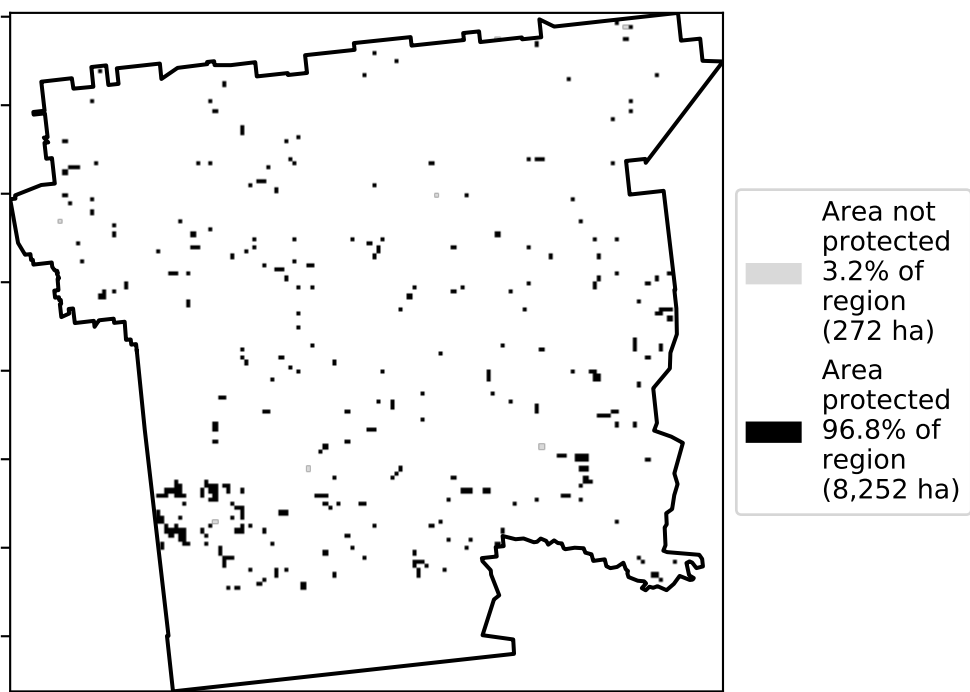 Area not
protected
3.2% of
region
(272 ha)
Area
protected
96.8% of
region
(8,252 ha)